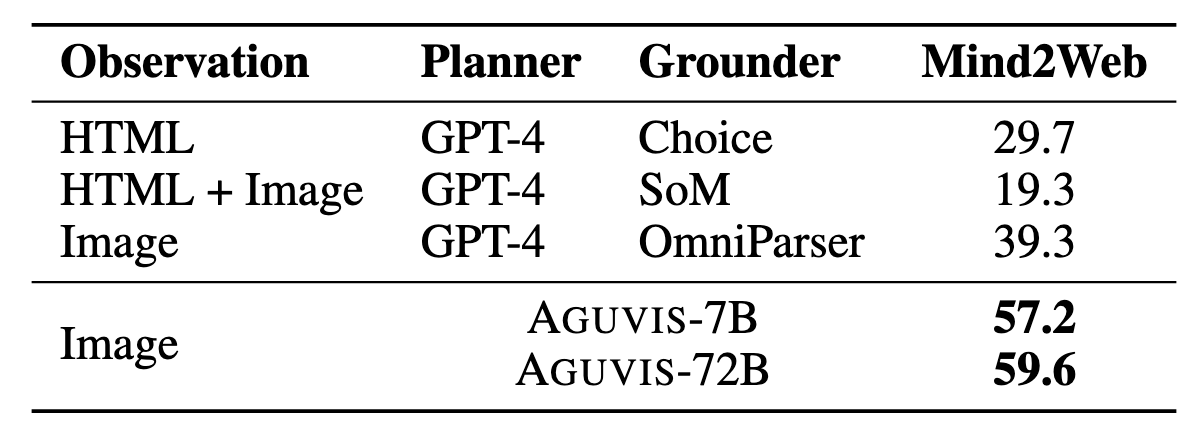 Observation Planner Grounder Mind2Web
HTML GPT-4 Choice 29.7
HTML + Image GPT-4 SoM 19.3
Image GPT-4 OmniParser 39.3
Image
AGUVIS-7B 57.2
AGUVIS-72B 59.6